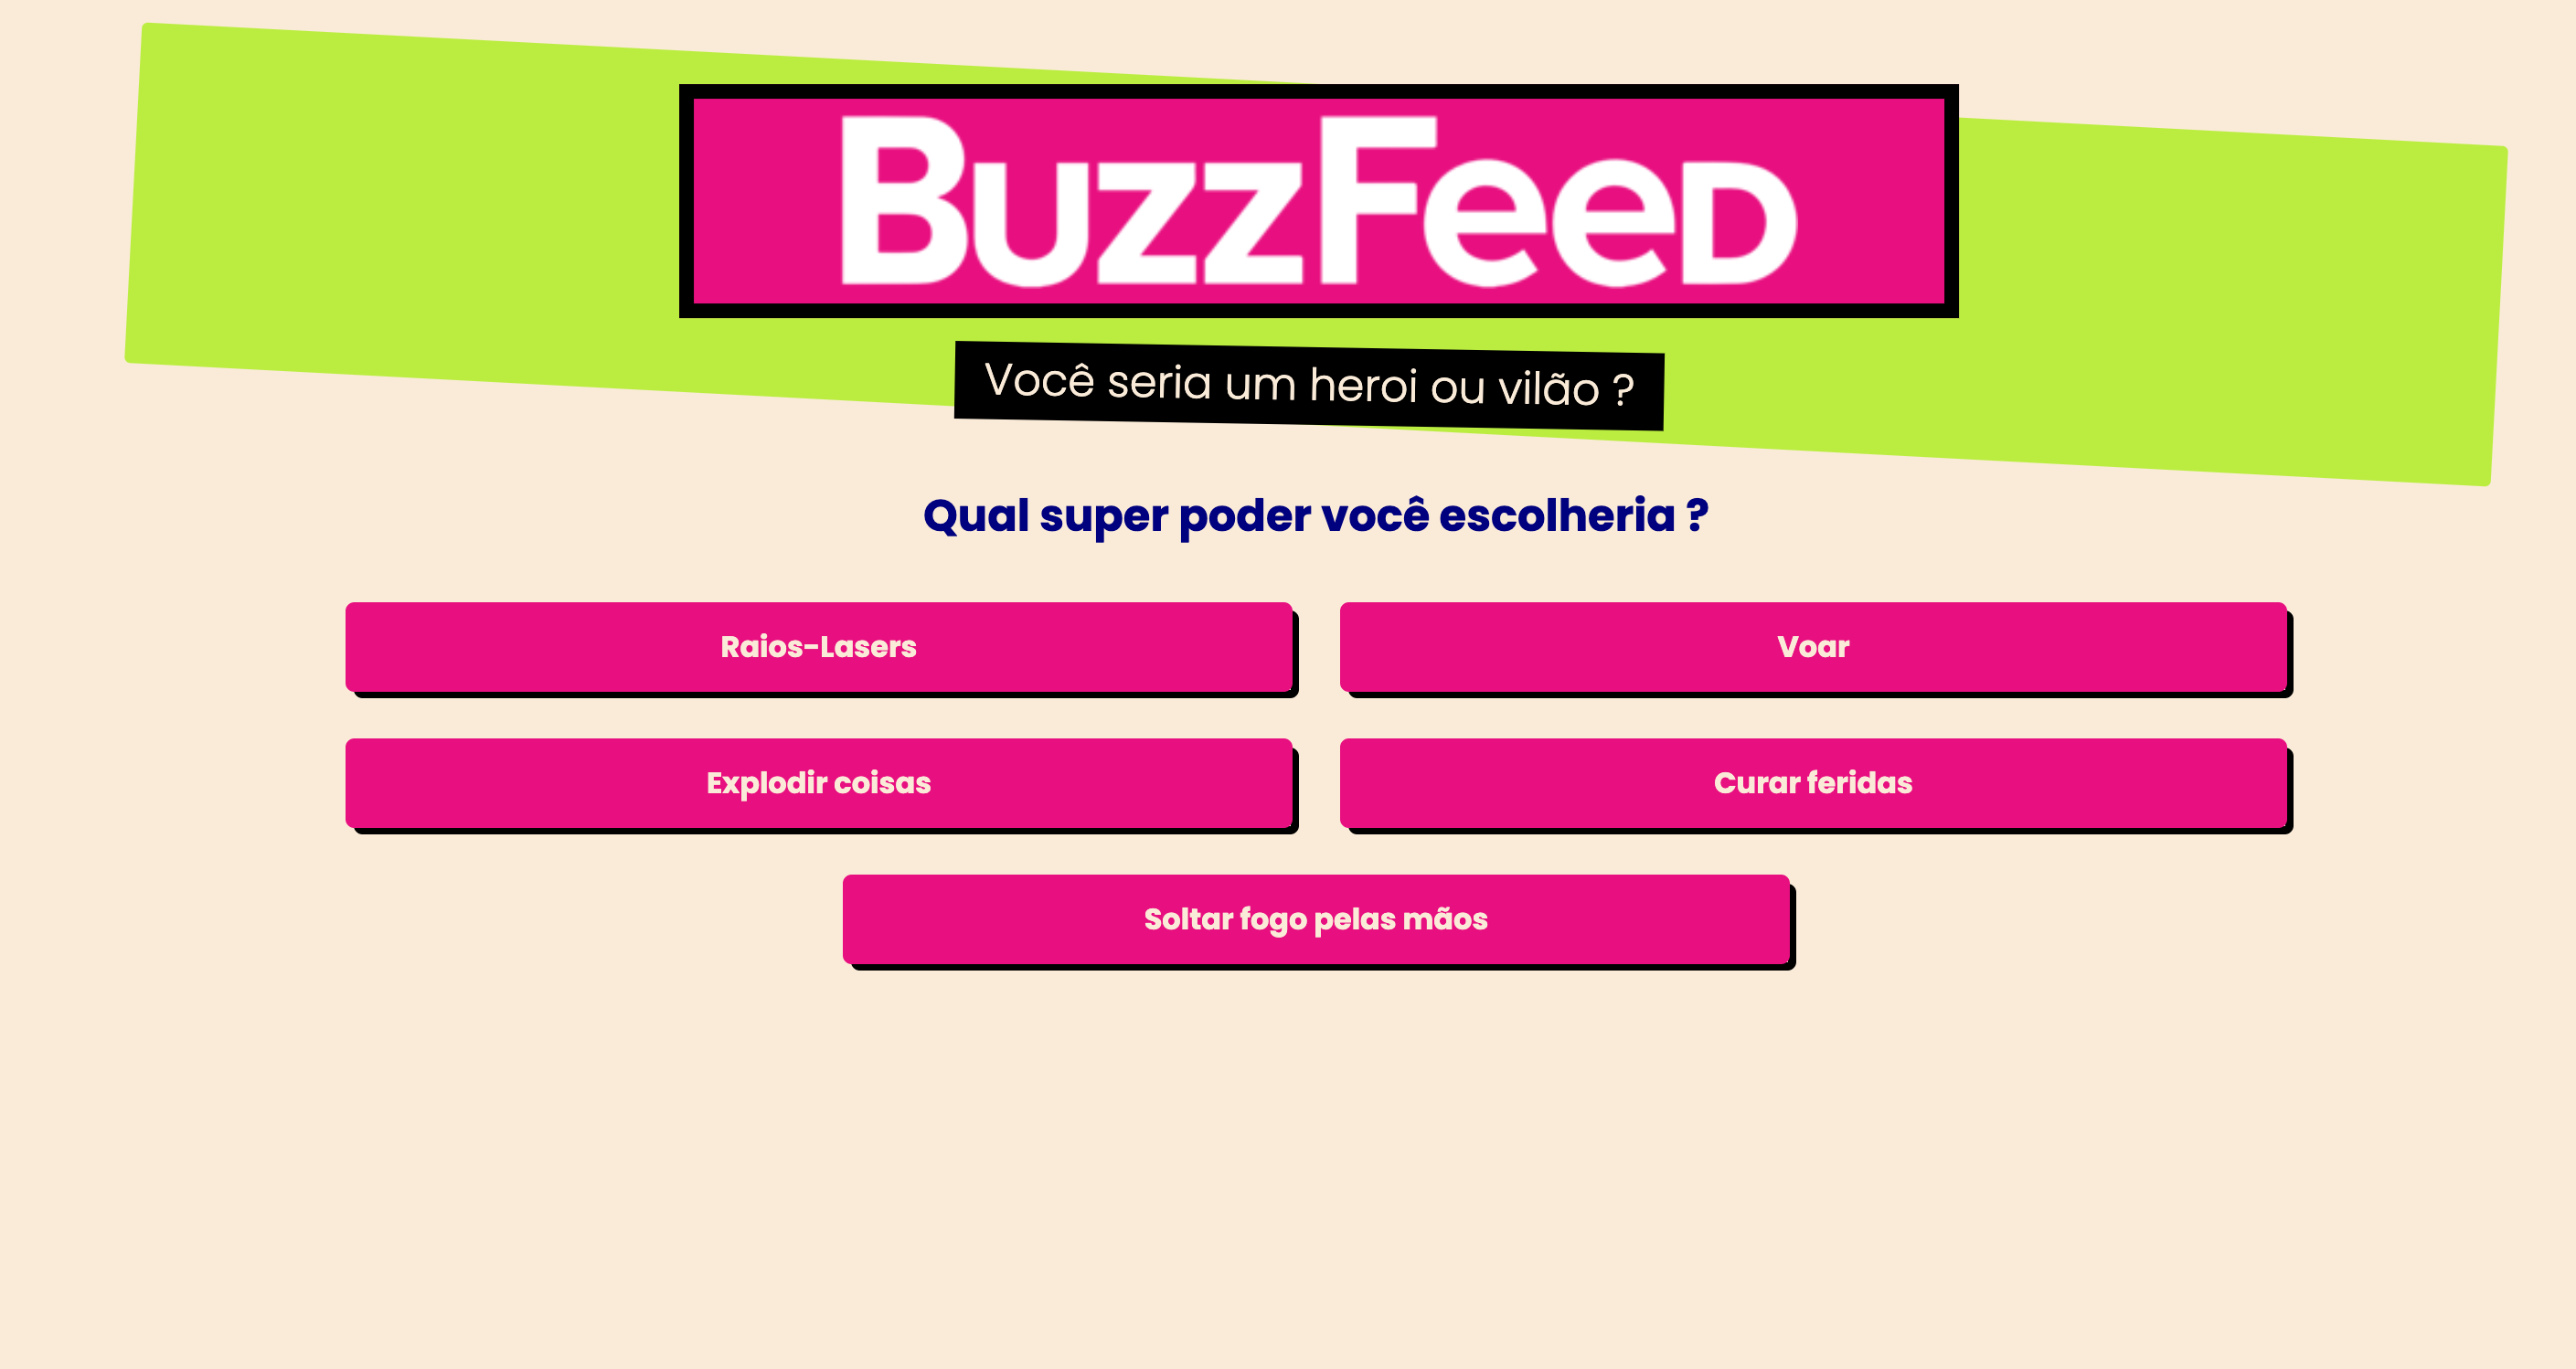 BuzzFeed
Você seria um heroi ou vilão ?
Qual super poder você escolheria ?
Raios-Lasers
Voar
Explodir coisas
Curar feridas
Soltar fogo pelas mãos